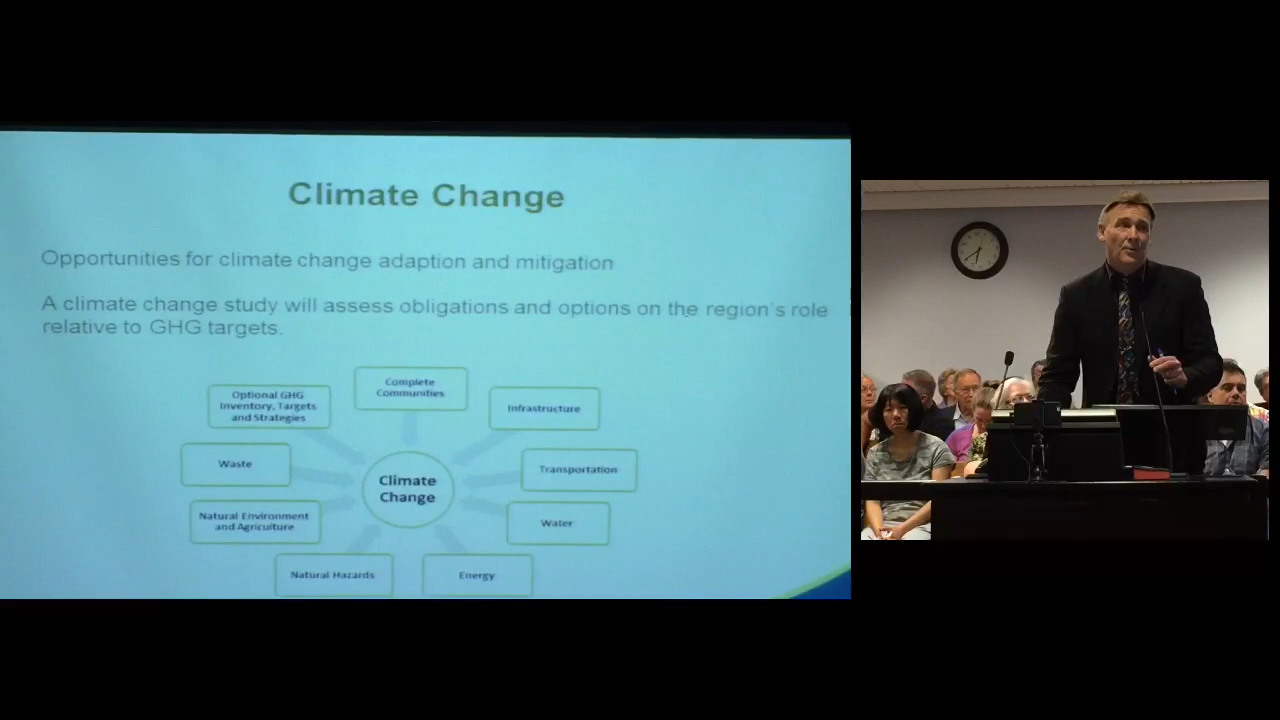 Climate Change
Opportunities for climate change adaption and mitigation
A climate change study will assess obligations and options on the region's role
relative to GHG targets.
Complete
Communities
Optional GHG
Inventory, Targets
and Strategies
Infrastructure
Waste
Climate
Change
Transportation
Natural Environment
and Agriculture
Water
Natural Hazards
Energy